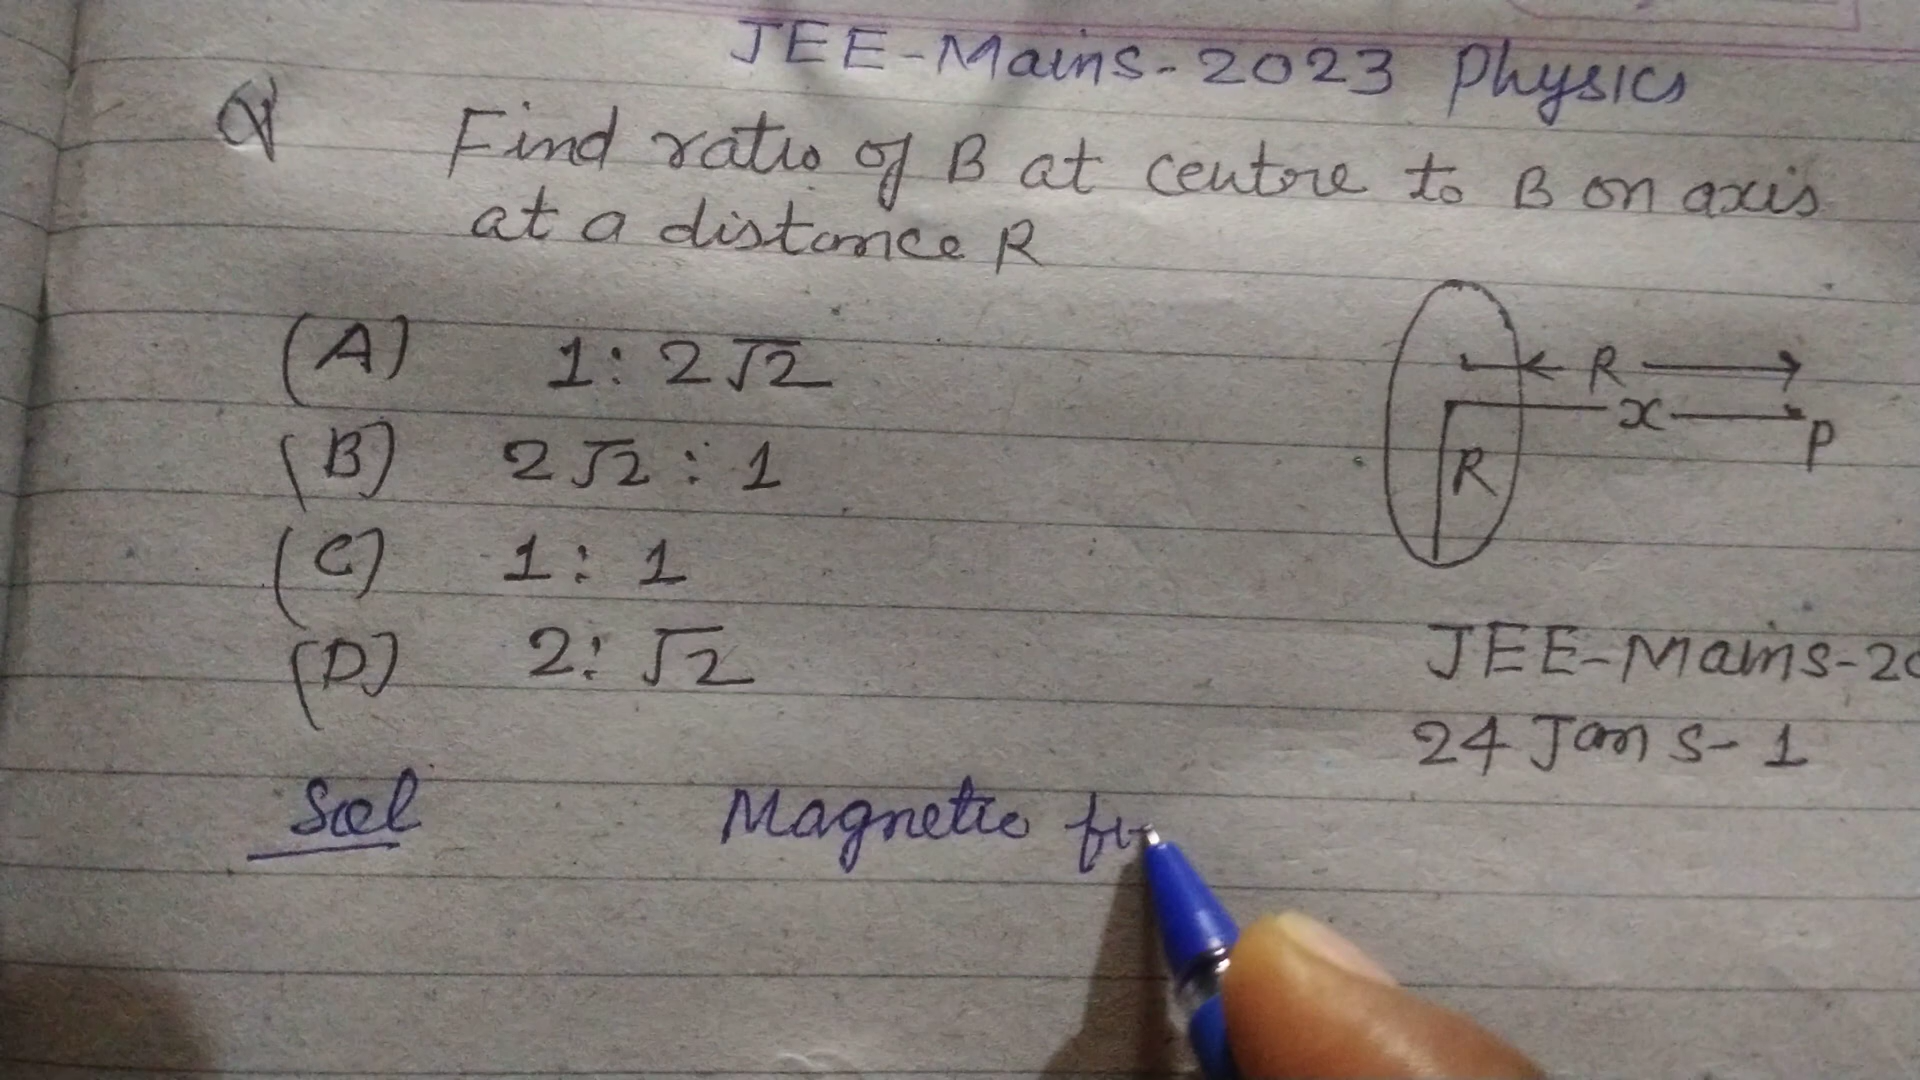 JEE-Mains-2023 Physics
Q Find ratio of B at centre to B on axis
at a distance R
(A) 1: 2√2
(B) 2√2 : 1
(C) 1: 1
(D) 2: √2
R
x
P
R
JEE-Mains-20
24 Jan S-1
Sol Magnetic fi